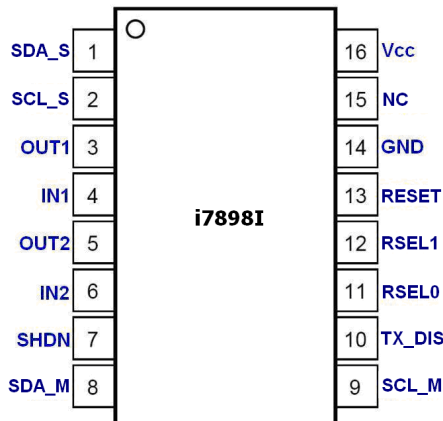 SDA_S 1 16 Vcc
SCL_S 2 15 NC
OUT1 3 14 GND
IN1 4 13 RESET
i7898I
OUT2 5 12 RSEL1
IN2 6 11 RSEL0
SHDN 7 10 TX_DIS
SDA_M 8 9 SCL_M